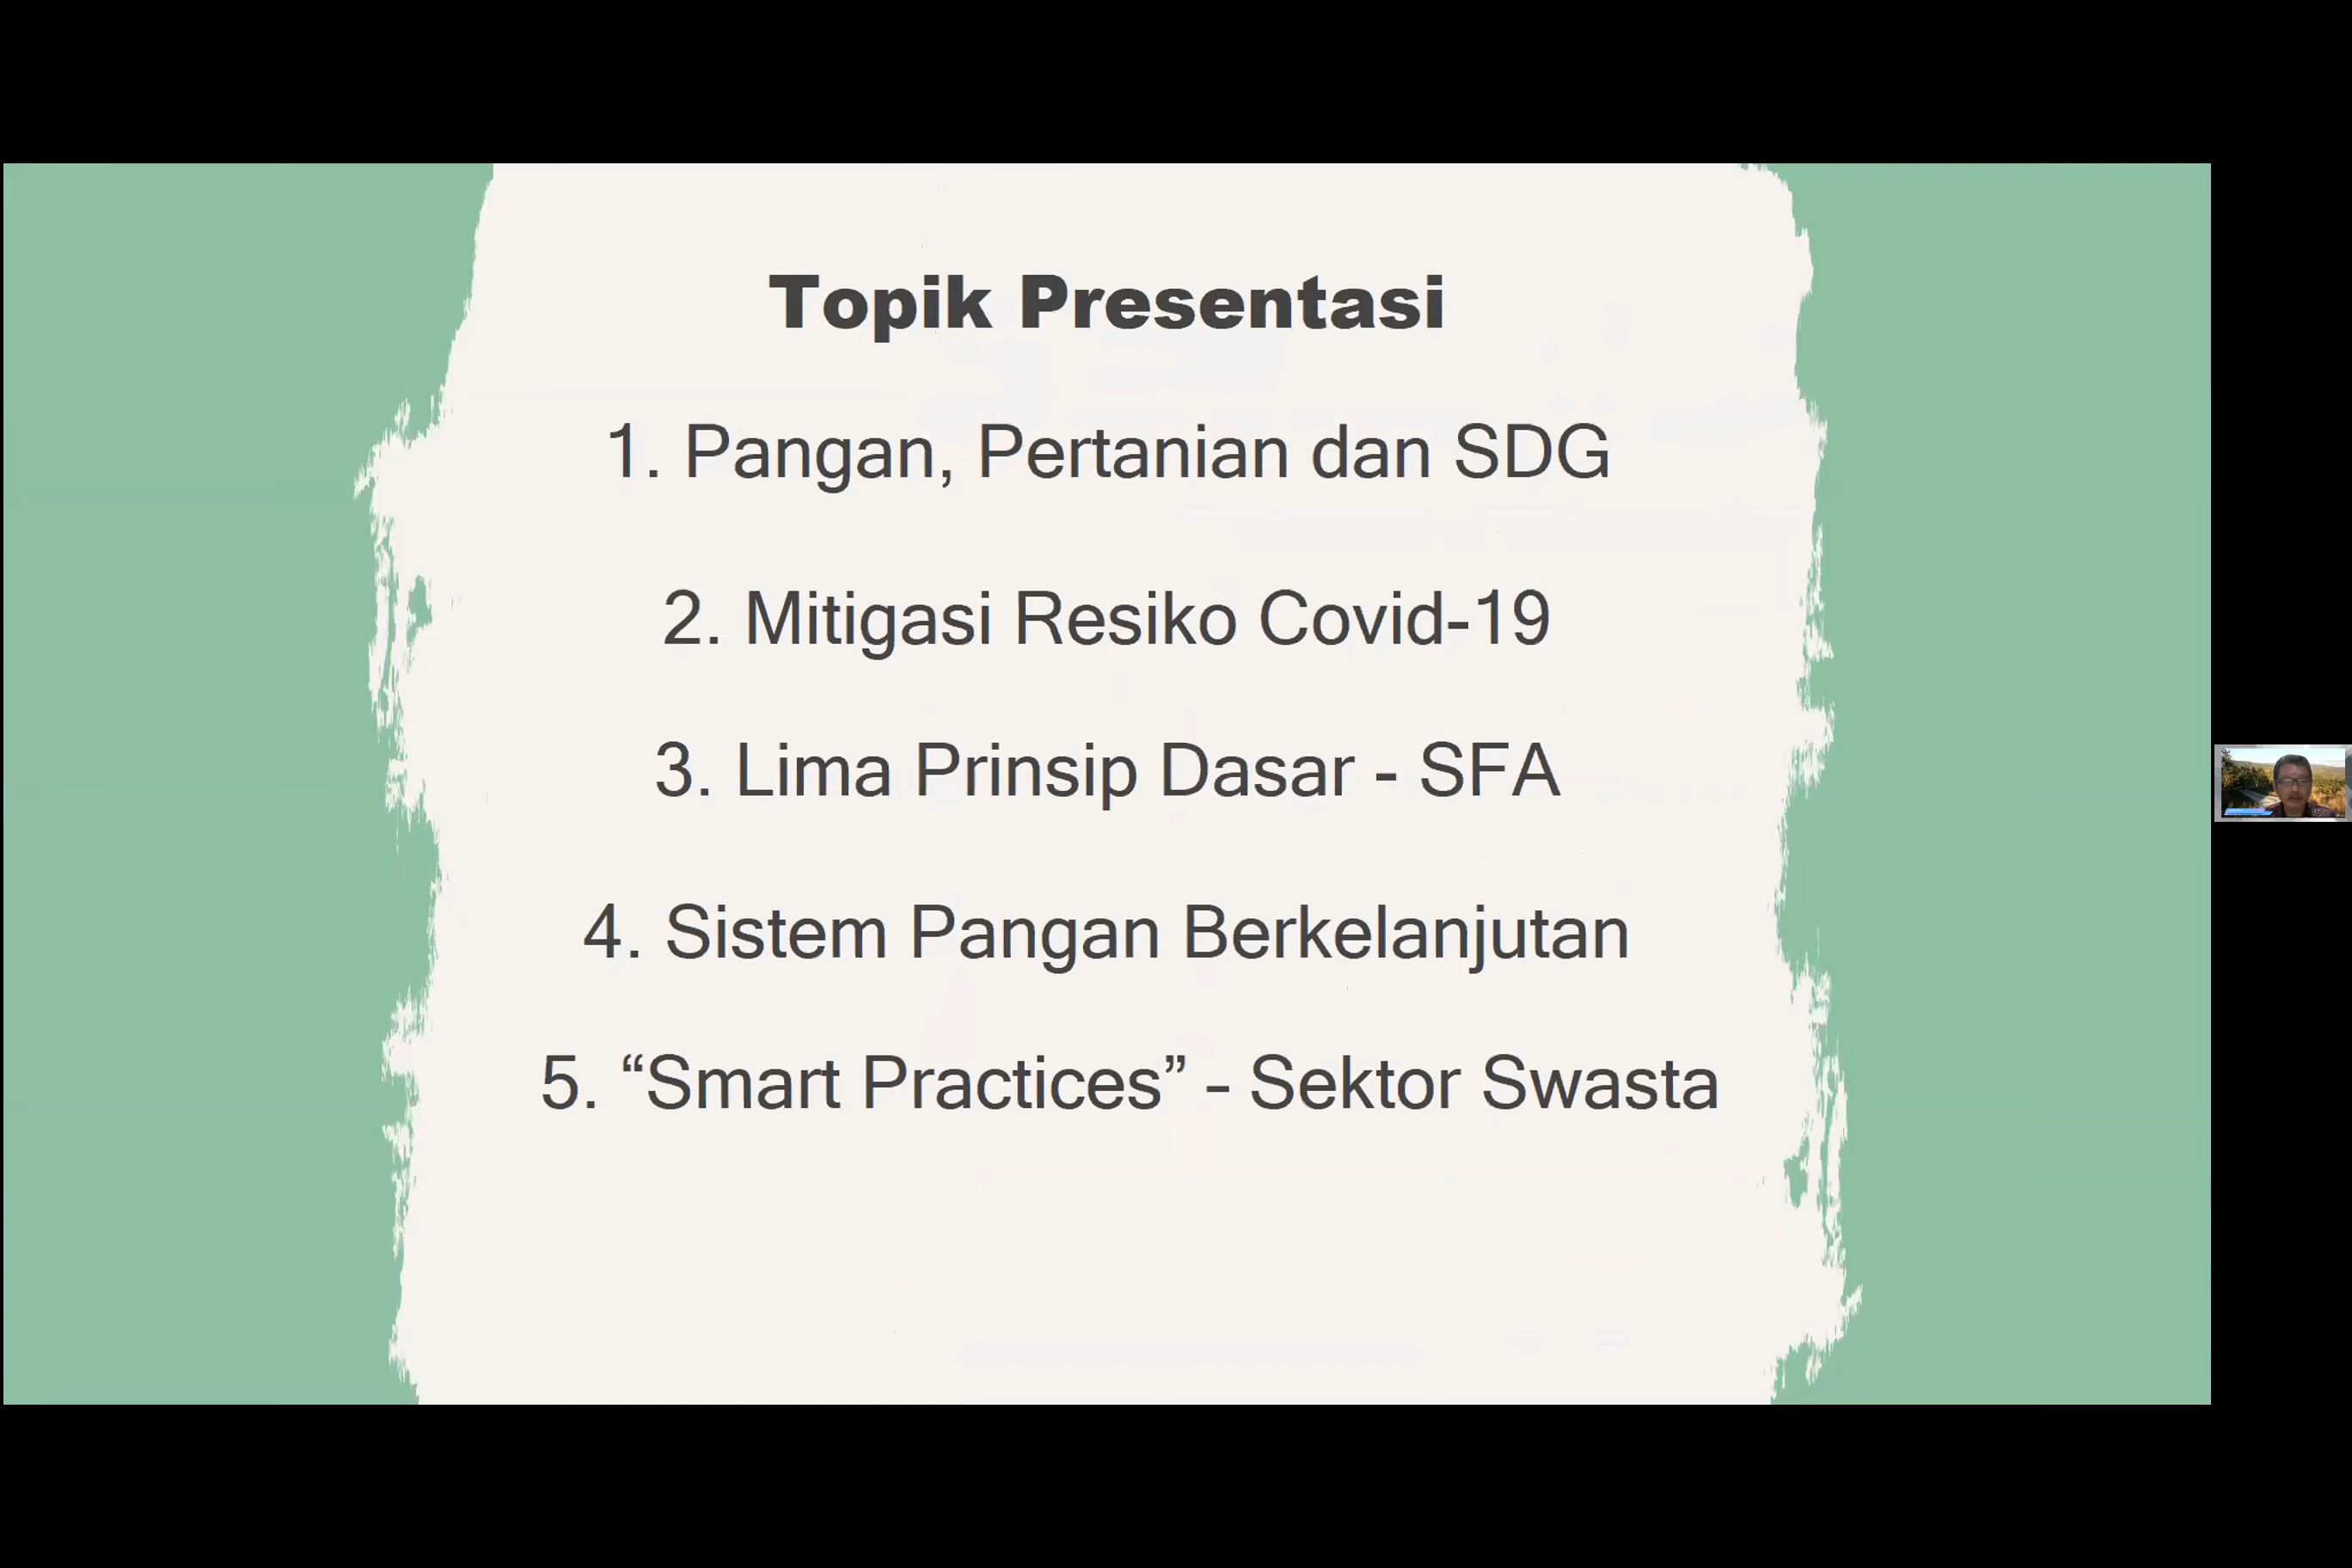 Topik Presentasi
1. Pangan, Pertanian dan SDG
2. Mitigasi Resiko Covid-19
3. Lima Prinsip Dasar - SFA
4. Sistem Pangan Berkelanjutan
5. “Smart Practices” - Sektor Swasta